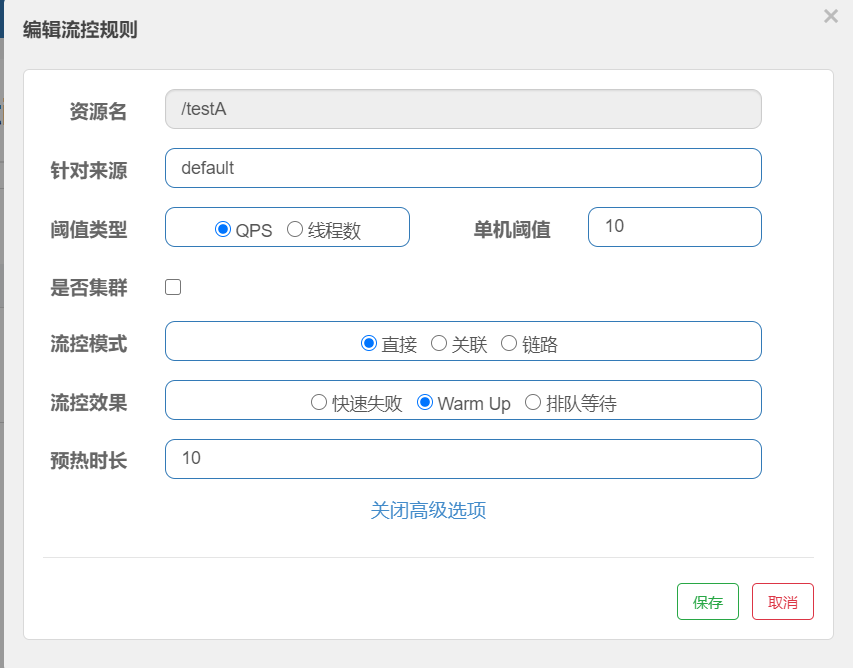 编辑流控规则 ×
资源名 /testA
针对来源 default
阈值类型 QPS 线程数 单机阈值 10
是否集群
流控模式 直接 关联 链路
流控效果 快速失败 Warm Up 排队等待
预热时长 10
关闭高级选项
保存 取消